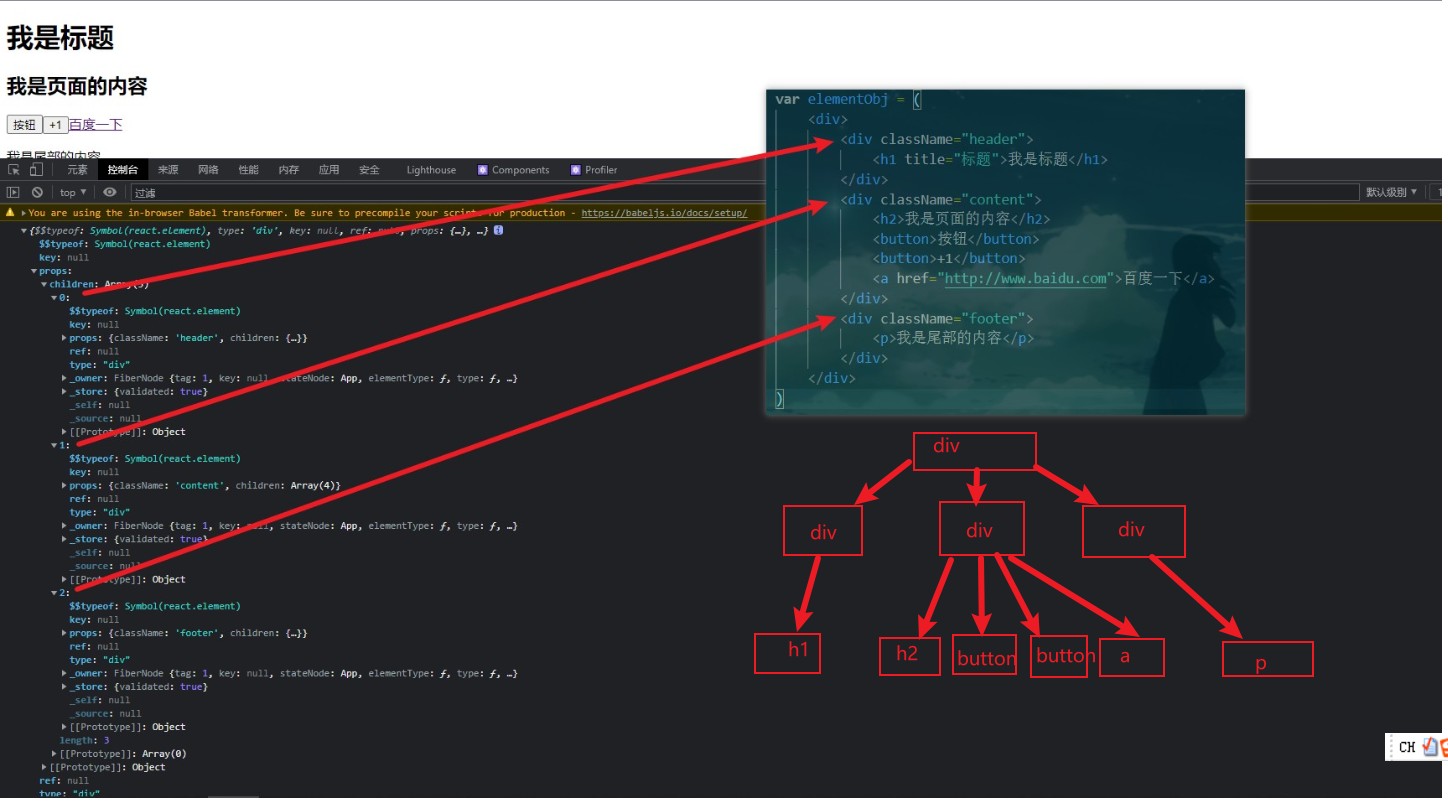 我是标题
我是页面的内容
按钮 +1 百度一下
我是尾部的内容
元素 控制台 来源 网络 性能 内存 应用 安全 Lighthouse Components Profiler
top 过滤 默认级别
You are using the in-browser Babel transformer. Be sure to precompile your scripts for production - https://babeljs.io/docs/setup/
{$$typeof: Symbol(react.element), type: 'div', key: null, ref: null, props: {…}, …}
$$typeof: Symbol(react.element)
key: null
props:
children: Array(3)
0:
$$typeof: Symbol(react.element)
key: null
props: {className: 'header', children: {…}}
ref: null
type: "div"
_owner: FiberNode {tag: 1, key: null, stateNode: App, elementType: ƒ, type: ƒ, …}
_store: {validated: true}
_self: null
_source: null
[[Prototype]]: Object
1:
$$typeof: Symbol(react.element)
key: null
props: {className: 'content', children: Array(4)}
ref: null
type: "div"
_owner: FiberNode {tag: 1, key: null, stateNode: App, elementType: ƒ, type: ƒ, …}
_store: {validated: true}
_self: null
_source: null
[[Prototype]]: Object
2:
$$typeof: Symbol(react.element)
key: null
props: {className: 'footer', children: {…}}
ref: null
type: "div"
_owner: FiberNode {tag: 1, key: null, stateNode: App, elementType: ƒ, type: ƒ, …}
_store: {validated: true}
_self: null
_source: null
[[Prototype]]: Object
length: 3
[[Prototype]]: Array(0)
[[Prototype]]: Object
ref: null
type: "div"
var elementObj = (
<div>
<div className="header">
<h1 title="标题">我是标题</h1>
</div>
<div className="content">
<h2>我是页面的内容</h2>
<button>按钮</button>
<button>+1</button>
<a href="http://www.baidu.com">百度一下</a>
</div>
<div className="footer">
<p>我是尾部的内容</p>
</div>
</div>
)
div
div div div
h1 h2 button button a p
CH